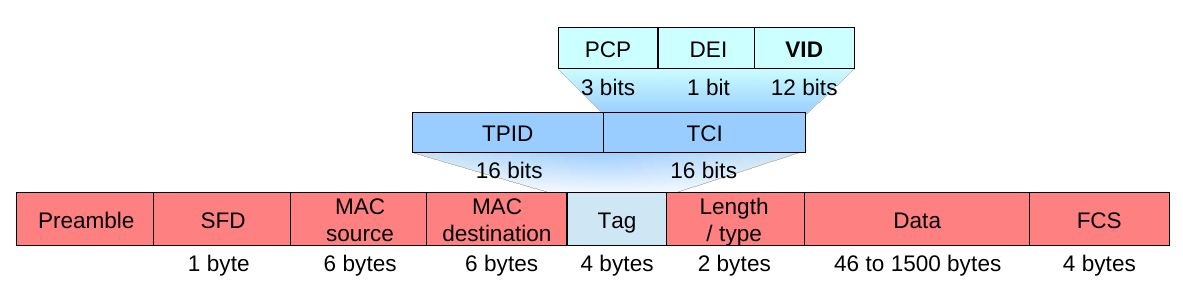 PCP DEI VID
3 bits 1 bit 12 bits
TPID TCI
16 bits 16 bits
Preamble SFD MAC source MAC destination Tag Length / type Data FCS
1 byte 6 bytes 6 bytes 4 bytes 2 bytes 46 to 1500 bytes 4 bytes